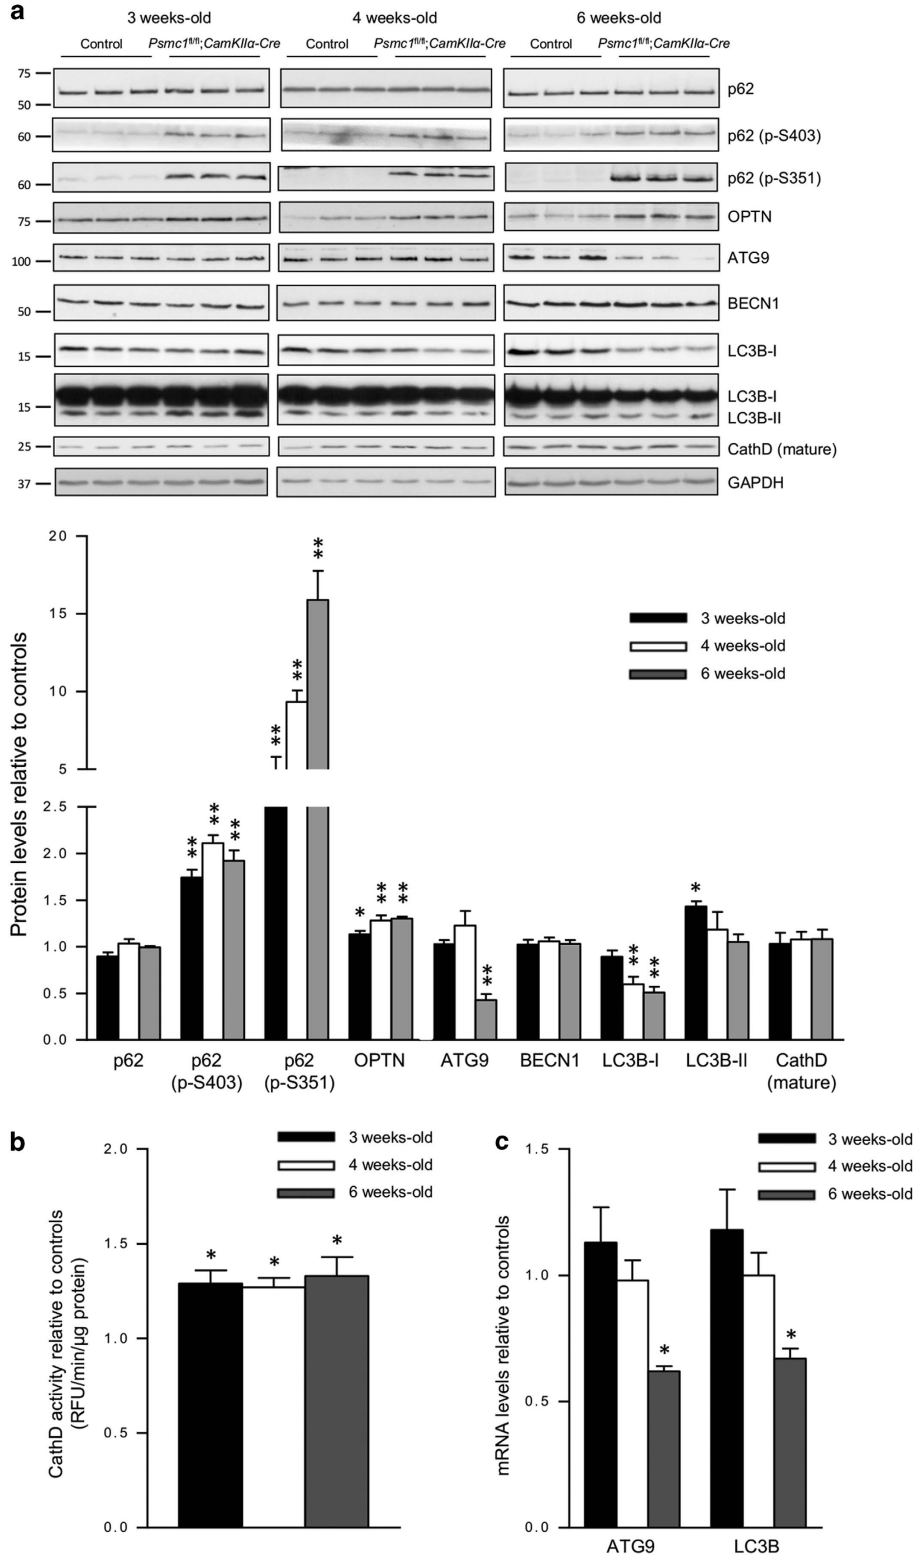 a
3 weeks-old 4 weeks-old 6 weeks-old
Control Psmc1fl/fl;CamKIIα-Cre Control Psmc1fl/fl;CamKIIα-Cre Control Psmc1fl/fl;CamKIIα-Cre
75
50
p62
60
p62 (p-S403)
60
p62 (p-S351)
75
OPTN
100
ATG9
50
BECN1
15
LC3B-I
15
LC3B-I
LC3B-II
25
CathD (mature)
37
GAPDH
Protein levels relative to controls
20
15
10
5
2.5
2.0
1.5
1.0
0.5
0.0
3 weeks-old
4 weeks-old
6 weeks-old
** ** **
** ** **
* ** **
**
** **
*
p62 p62 p62 OPTN ATG9 BECN1 LC3B-I LC3B-II CathD
(p-S403) (p-S351) (mature)
b
3 weeks-old
4 weeks-old
6 weeks-old
CathD activity relative to controls
(RFU/min/μg protein)
2.0
1.5
1.0
0.5
0.0
* * *
c
3 weeks-old
4 weeks-old
6 weeks-old
mRNA levels relative to controls
1.5
1.0
0.5
0.0
* *
ATG9 LC3B